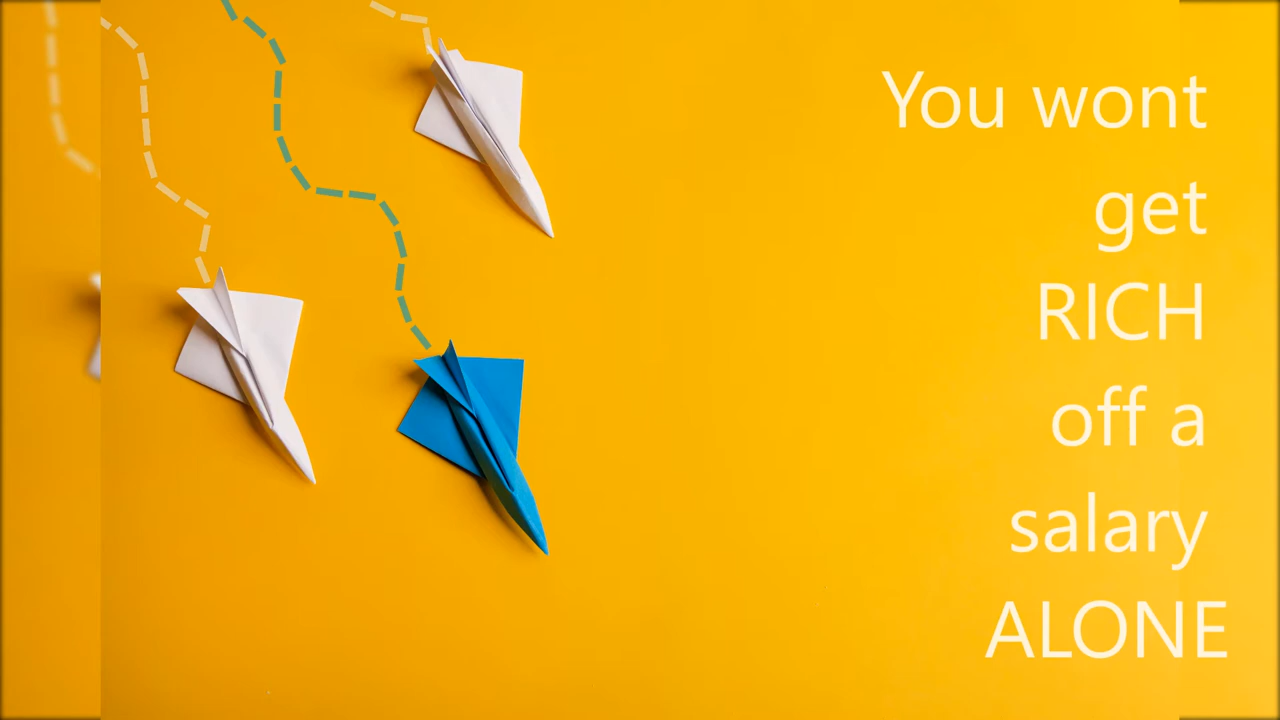 You wont
get
RICH
off a
salary
ALONE